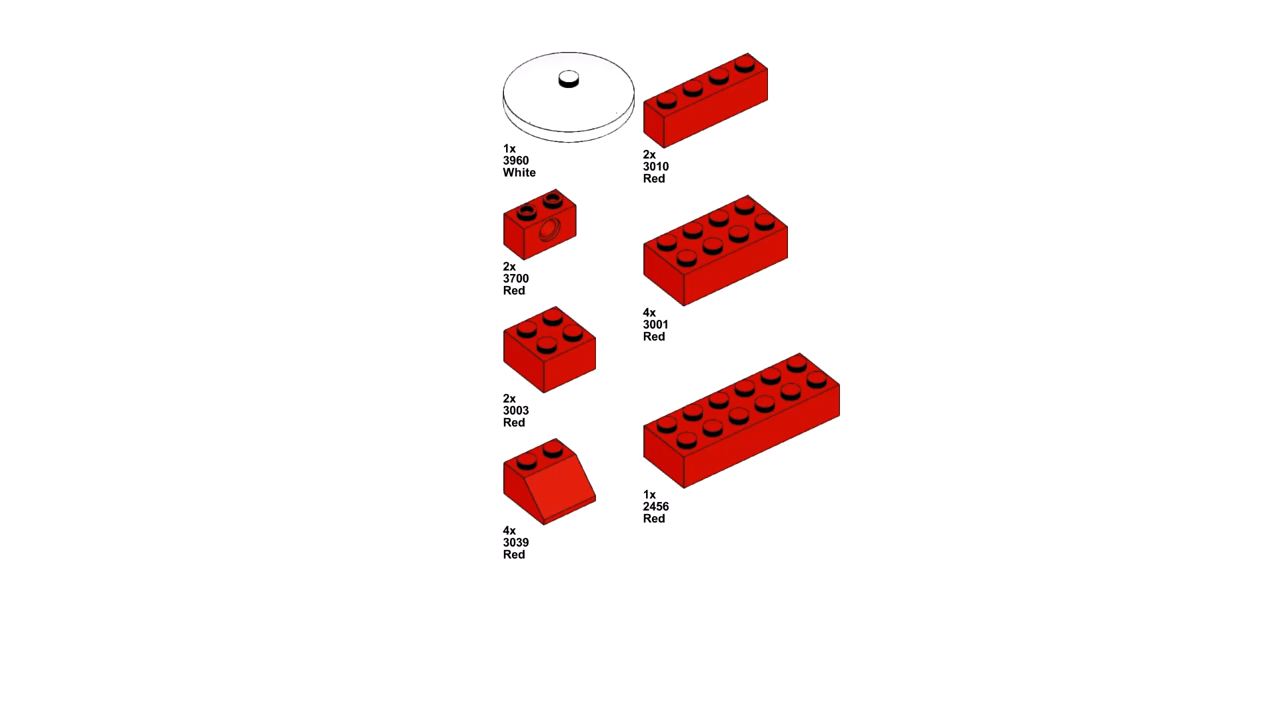 1x
3960
White
2x
3700
Red
2x
3003
Red
4x
3039
Red
2x
3010
Red
4x
3001
Red
1x
2456
Red